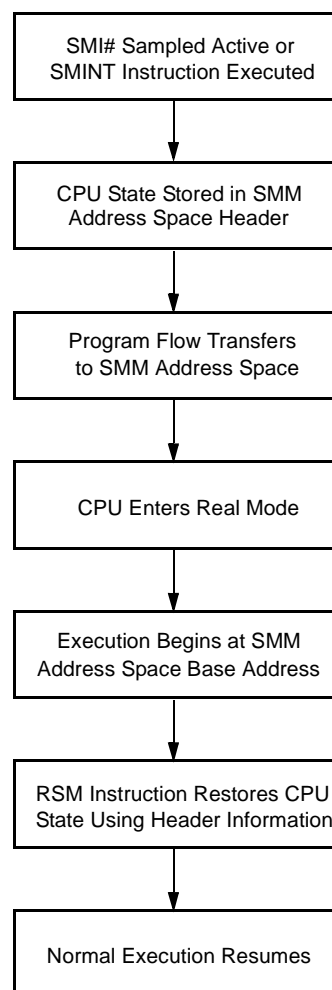 SMI# Sampled Active or
SMINT Instruction Executed
CPU State Stored in SMM
Address Space Header
Program Flow Transfers
to SMM Address Space
CPU Enters Real Mode
Execution Begins at SMM
Address Space Base Address
RSM Instruction Restores CPU
State Using Header Information
Normal Execution Resumes